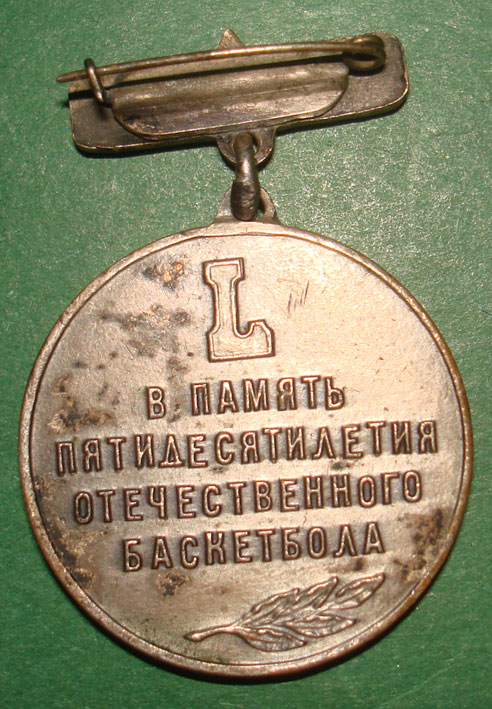 L
В ПАМЯТЬ
ПЯТИДЕСЯТИЛЕТИЯ
ОТЕЧЕСТВЕННОГО
БАСКЕТБОЛА